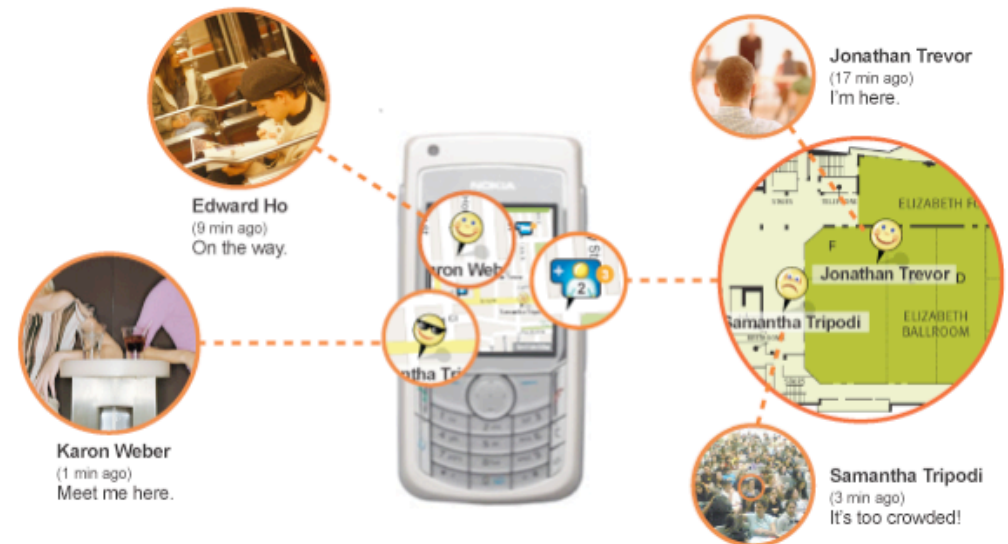 Edward Ho
(9 min ago)
On the way.
Karon Weber
(1 min ago)
Meet me here.
NOKIA
aron Web
ntha Tri
2
3
Jonathan Trevor
(17 min ago)
I'm here.
ELIZABETH FO
F
Jonathan Trevor
D
Samantha Tripodi
ELIZABETH
BALLROOM
Samantha Tripodi
(3 min ago)
It's too crowded!